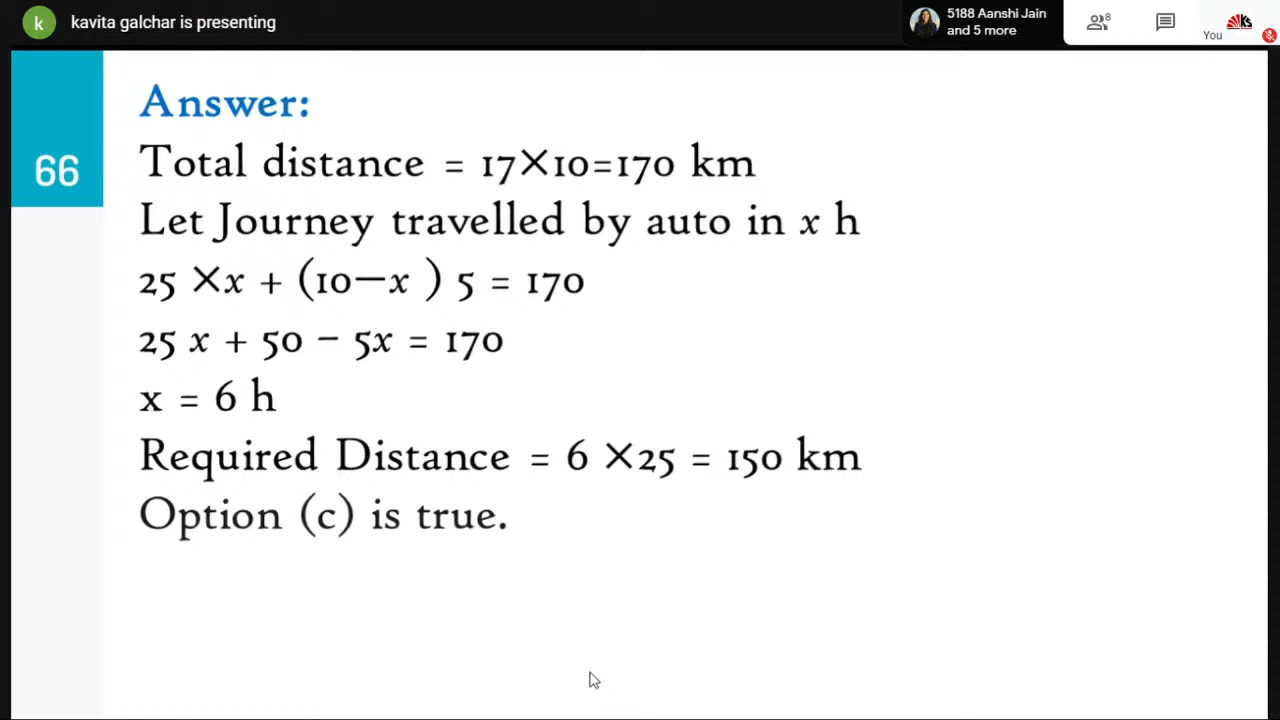 k kavita galchar is presenting
5188 Aanshi Jain
and 5 more
8
You
66
Answer:
Total distance = 17×10=170 km
Let Journey travelled by auto in x h
25 ×x + (10−x ) 5 = 170
25 x + 50 − 5x = 170
x = 6 h
Required Distance = 6 ×25 = 150 km
Option (c) is true.